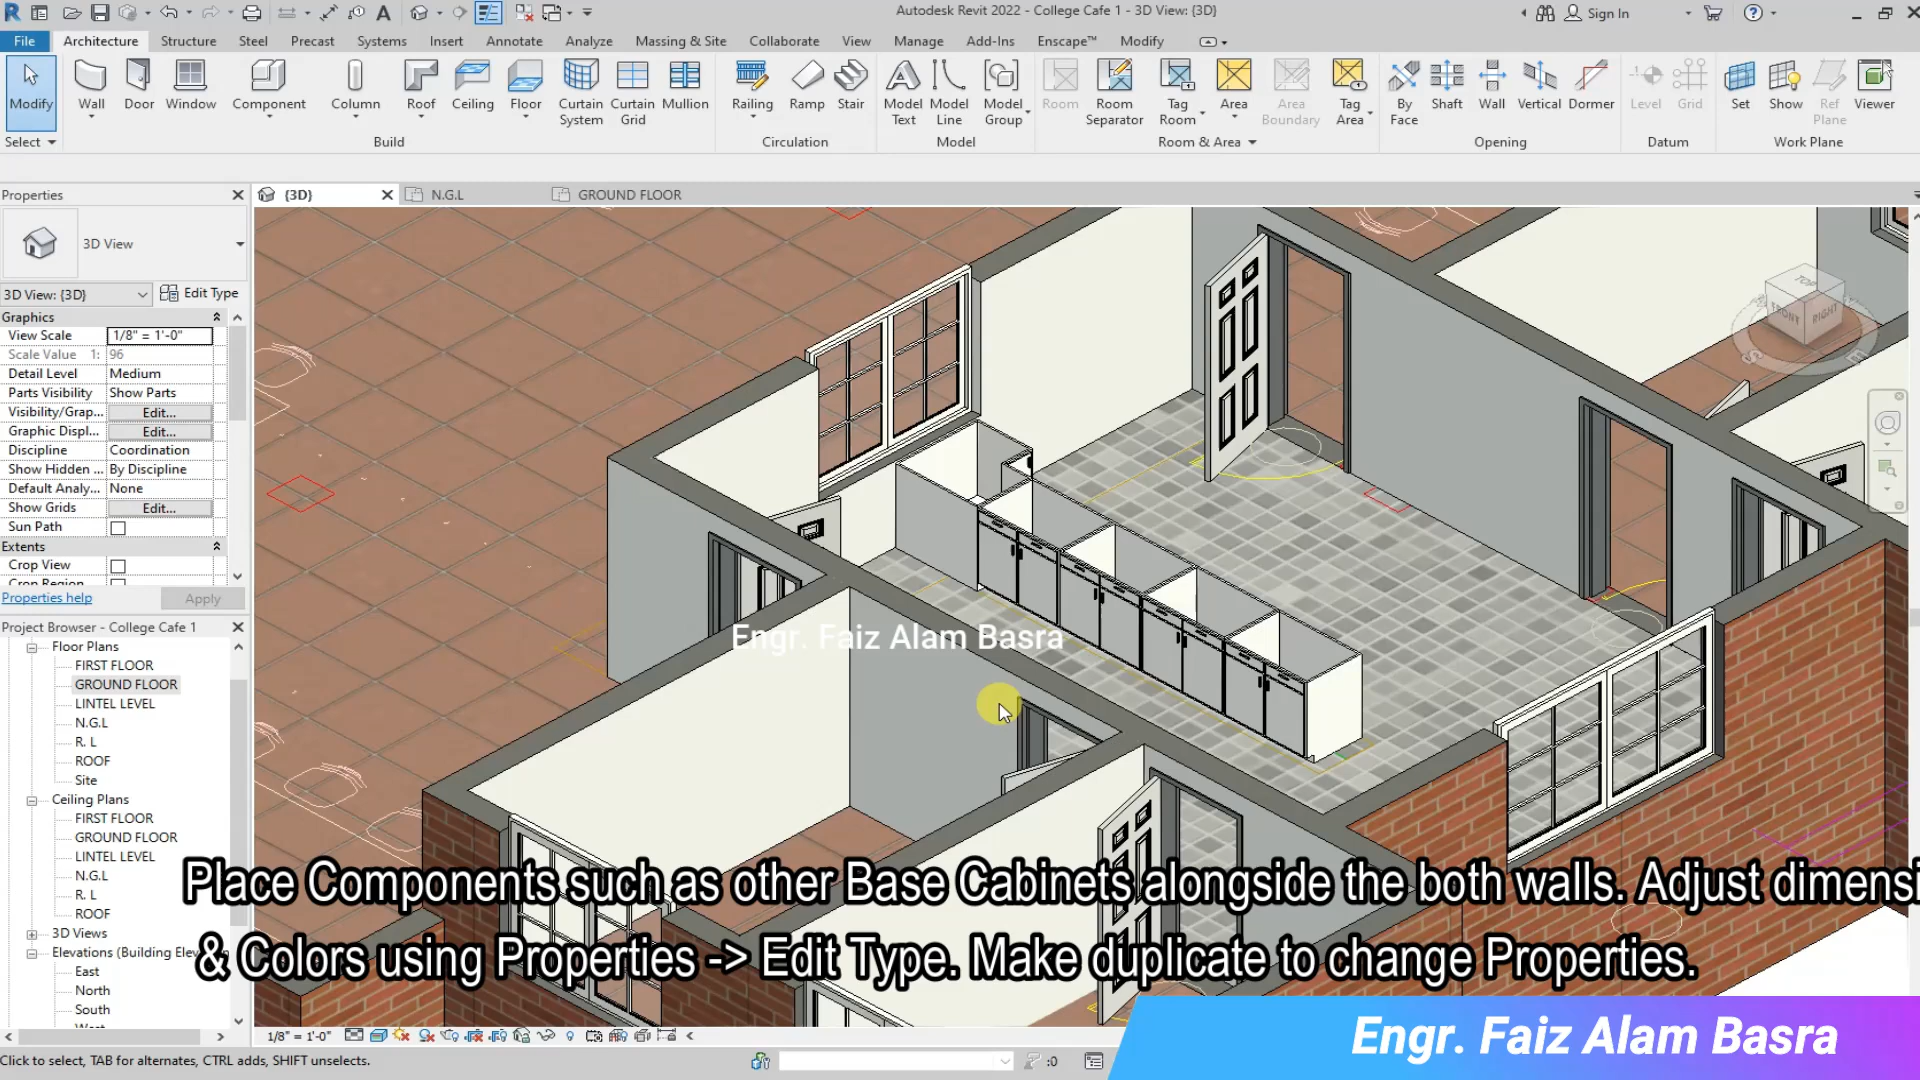 Autodesk Revit 2022 - College Cafe 1 - 3D View: {3D}
Sign In
File Architecture Structure Steel Precast Systems Insert Annotate Analyze Massing & Site Collaborate View Manage Add-Ins Enscape™ Modify
Modify Wall Door Window Component Column Roof Ceiling Floor Curtain System Curtain Grid Mullion Railing Ramp Stair Model Text Model Line Model Group Room Room Separator Tag Room Area Area Boundary Tag Area By Face Shaft Wall Vertical Dormer Level Grid Set Show Ref Plane Viewer
Select Build Circulation Model Room & Area Opening Datum Work Plane
Properties
{3D} N.G.L GROUND FLOOR
3D View
3D View: {3D} Edit Type
Graphics
View Scale 1/8" = 1'-0"
Scale Value 1: 96
Detail Level Medium
Parts Visibility Show Parts
Visibility/Grap... Edit...
Graphic Displ... Edit...
Discipline Coordination
Show Hidden ... By Discipline
Default Analy... None
Show Grids Edit...
Sun Path
Extents
Crop View
Crop Region
Properties help Apply
TOP
FRONT RIGHT
S E
Project Browser - College Cafe 1
Floor Plans
FIRST FLOOR
GROUND FLOOR
LINTEL LEVEL
N.G.L
R. L
ROOF
Site
Ceiling Plans
FIRST FLOOR
GROUND FLOOR
LINTEL LEVEL
N.G.L
R. L
ROOF
3D Views
Elevations (Building Elev
East
North
South
West
Engr. Faiz Alam Basra
Place Components such as other Base Cabinets alongside the both walls. Adjust dimensi
& Colors using Properties -> Edit Type. Make duplicate to change Properties.
1/8" = 1'-0"
Click to select, TAB for alternates, CTRL adds, SHIFT unselects.
:0
Engr. Faiz Alam Basra